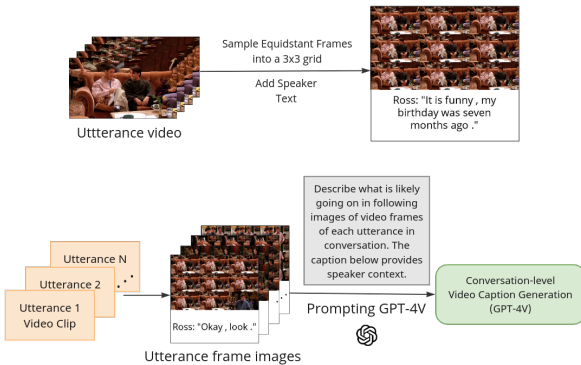 Sample Equidstant Frames
into a 3x3 grid
Add Speaker
Text
Uttterance video
Ross: "It is funny , my
birthday was seven
months ago ."
Describe what is likely
going on in following
images of video frames
of each utterance in
conversation. The
caption below provides
speaker context.
Utterance N
Utterance 2
Utterance 1
Video Clip
Ross: "Okay , look ."
Utterance frame images
Prompting GPT-4V
Conversation-level
Video Caption Generation
(GPT-4V)